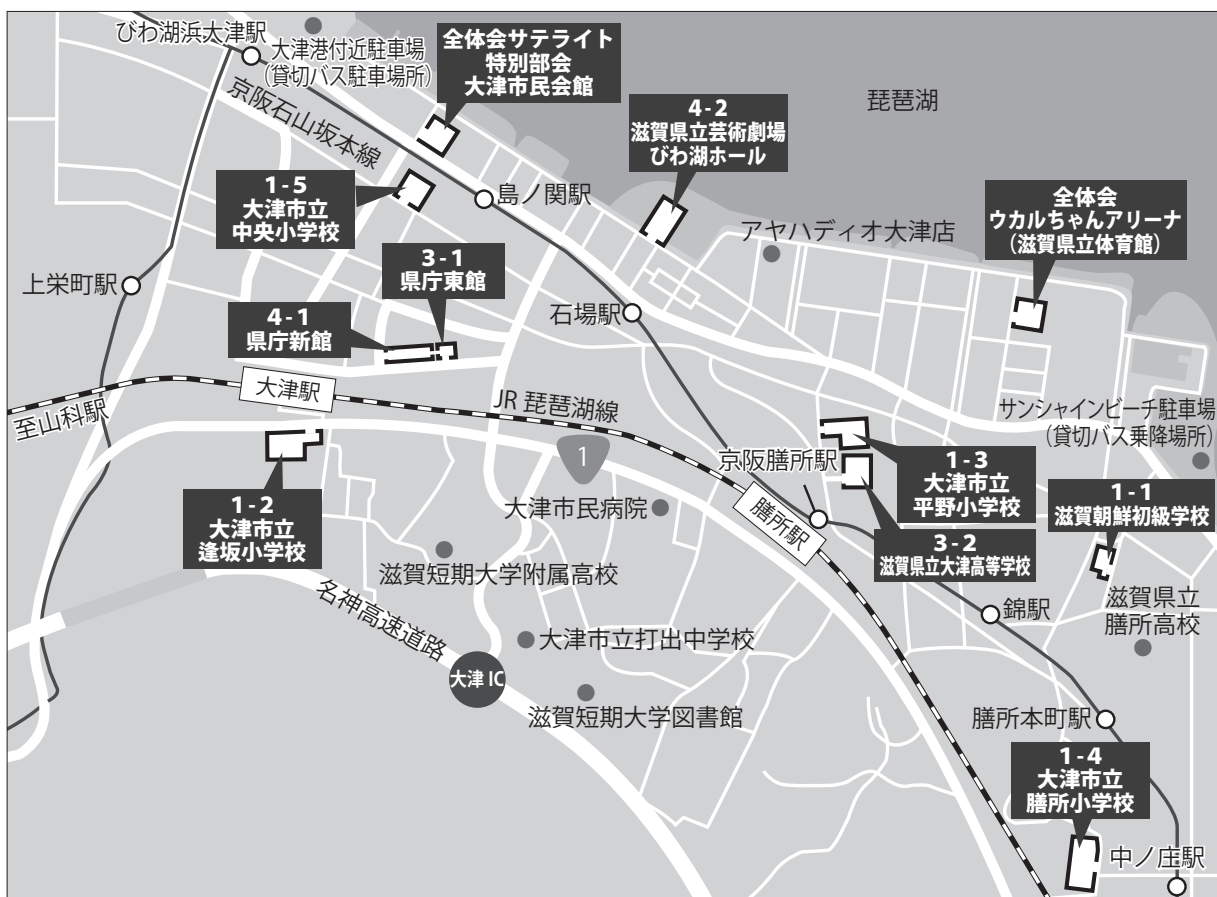 びわ湖浜大津駅
大津港付近駐車場
（貸切バス駐車場所）
全体会サテライト
特別部会
大津市民会館
琵琶湖
4-2
滋賀県立芸術劇場
びわ湖ホール
京阪石山坂本線
1-5
大津市立
中央小学校
島ノ関駅
全体会
ウカルちゃんアリーナ
（滋賀県立体育館）
アヤハディオ大津店
3-1
県庁東館
上栄町駅
4-1
県庁新館
石場駅
大津駅
JR 琵琶湖線
至山科駅
サンシャインビーチ駐車場
（貸切バス乗降場所）
1
京阪膳所駅
1-3
大津市立
平野小学校
1-2
大津市立
逢坂小学校
大津市民病院
膳所駅
1-1
滋賀朝鮮初級学校
3-2
滋賀県立大津高等学校
滋賀短期大学附属高校
名神高速道路
錦駅
滋賀県立
膳所高校
大津市立打出中学校
大津 IC
滋賀短期大学図書館
膳所本町駅
1-4
大津市立
膳所小学校
中ノ庄駅